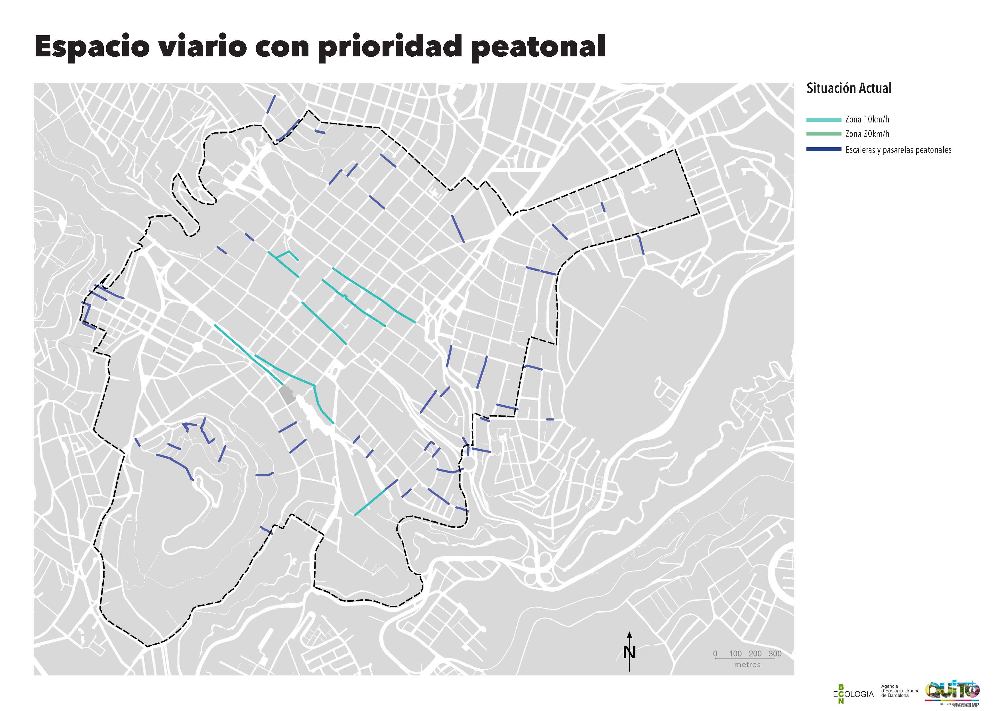 Espacio viario con prioridad peatonal
Situación Actual
Zona 10km/h
Zona 30km/h
Escaleras y pasarelas peatonales
N
0 100 200 300
metres
BCN
ECOLOGIA
Agència
d'Ecologia Urbana
de Barcelona
QUITO
INSTITUTO METROPOLITANO
DE PATRIMONIO IMP